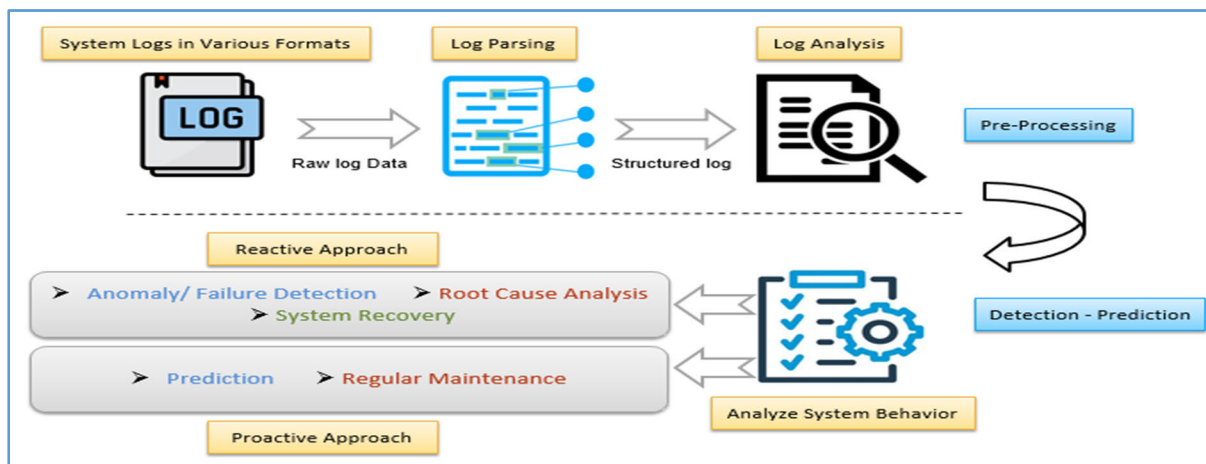 System Logs in Various Formats
Log Parsing
Log Analysis
LOG
Raw log Data
Structured log
Pre-Processing
Reactive Approach
➤ Anomaly/ Failure Detection ➤ Root Cause Analysis
➤ System Recovery
Detection - Prediction
➤ Prediction ➤ Regular Maintenance
Analyze System Behavior
Proactive Approach